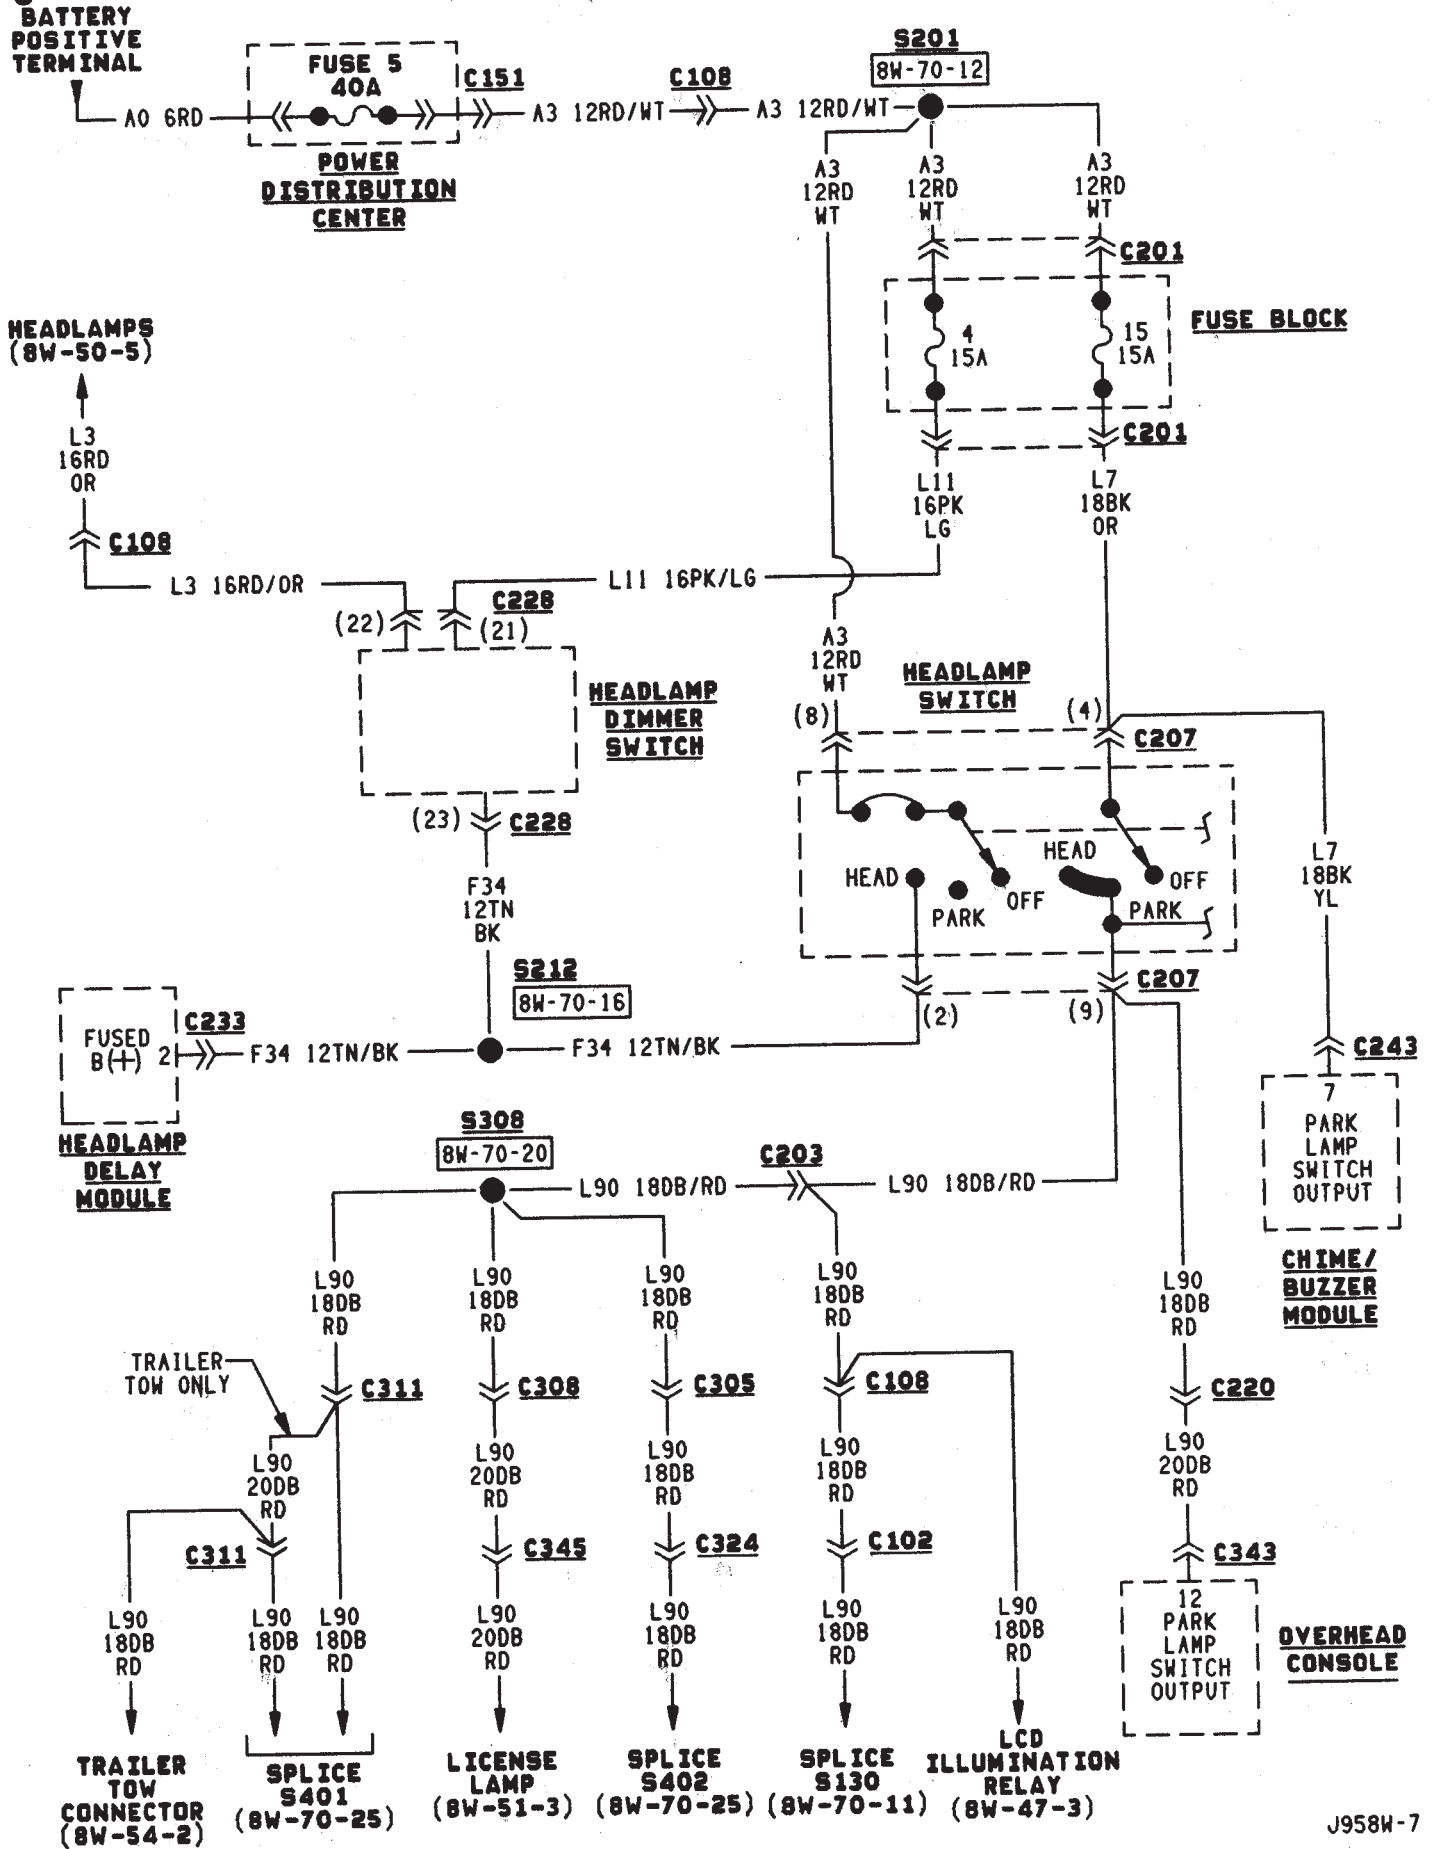 BATTERY
POSITIVE
TERMINAL
A0 6RD
FUSE 5
40A
C151
A3 12RD/WT
C108
A3 12RD/WT
S201
8W-70-12
POWER
DISTRIBUTION
CENTER
A3
12RD
WT
A3
12RD
WT
A3
12RD
WT
C201
4
15A
15
15A
FUSE BLOCK
C201
HEADLAMPS
(8W-50-5)
L3
16RD
OR
C108
L3 16RD/OR
L11
16PK
LG
L7
18BK
OR
L11 16PK/LG
C228
(22)
(21)
HEADLAMP
DIMMER
SWITCH
(23)
C228
A3
12RD
WT
HEADLAMP
SWITCH
(8)
(4)
C207
HEAD
PARK
OFF
HEAD
OFF
PARK
L7
18BK
YL
F34
12TN
BK
S212
8W-70-16
C207
(2)
(9)
FUSED
B(+) 2
C233
F34 12TN/BK
F34 12TN/BK
HEADLAMP
DELAY
MODULE
C243
7
PARK
LAMP
SWITCH
OUTPUT
CHIME/
BUZZER
MODULE
S308
8W-70-20
L90 18DB/RD
C203
L90 18DB/RD
L90
18DB
RD
L90
18DB
RD
L90
18DB
RD
L90
18DB
RD
L90
18DB
RD
TRAILER
TOW ONLY
C311
C308
C305
C108
C220
L90
20DB
RD
L90
20DB
RD
L90
18DB
RD
L90
18DB
RD
L90
20DB
RD
C311
C345
C324
C102
C343
L90
18DB
RD
L90
18DB
RD
L90
18DB
RD
L90
20DB
RD
L90
18DB
RD
L90
18DB
RD
L90
18DB
RD
12
PARK
LAMP
SWITCH
OUTPUT
OVERHEAD
CONSOLE
TRAILER
TOW
CONNECTOR
(8W-54-2)
SPLICE
S401
(8W-70-25)
LICENSE
LAMP
(8W-51-3)
SPLICE
S402
(8W-70-25)
SPLICE
S130
(8W-70-11)
LCD
ILLUMINATION
RELAY
(8W-47-3)
J958W-7